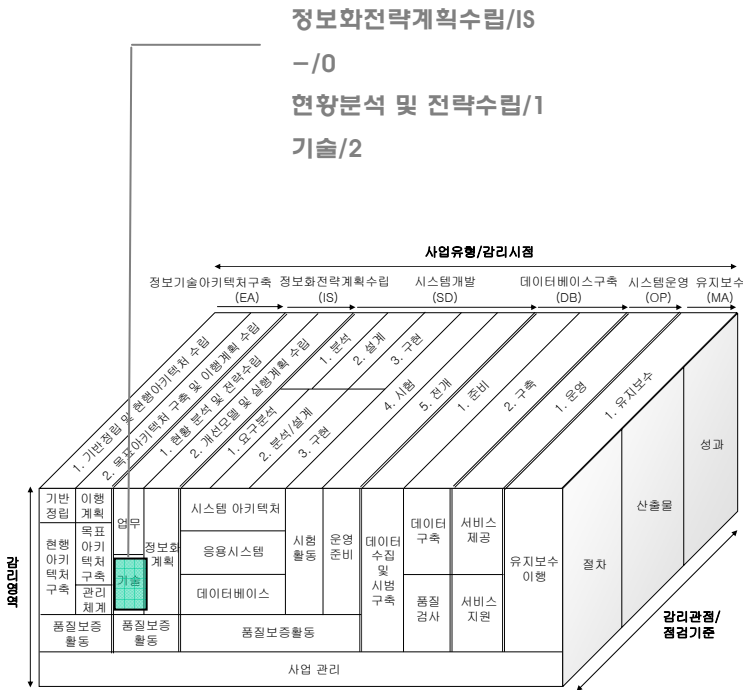 정보화전략계획수립/IS
–/0
현황분석 및 전략수립/1
기술/2
사업유형/감리시점
정보기술아키텍처구축
(EA)
정보화전략계획수립
(IS)
시스템개발
(SD)
데이터베이스구축
(DB)
시스템운영
(OP)
유지보수
(MA)
1. 기반정립 및 현행아키텍처 수립
2. 목표아키텍처 구축 및 이행계획 수립
1. 현황 분석 및 전략수립
2. 개선모델 및 실행계획 수립
1. 분석
2. 설계
3. 구현
1. 요구분석
2. 분석/설계
3. 구현
4. 시험
5. 전개
1. 준비
2. 구축
1. 운영
1. 유지보수
감리영역
기반
정립
이행
계획
현행
아키
텍처
구축
목표
아키
텍처
구축
관리
체계
업무
기술
정보화
계획
시스템 아키텍처
응용시스템
데이터베이스
시험
활동
운영
준비
데이터
수집
및
시범
구축
데이터
구축
품질
검사
서비스
제공
서비스
지원
유지보수
이행
품질보증
활동
품질보증
활동
품질보증활동
사업 관리
절차
산출물
성과
감리관점/
점검기준